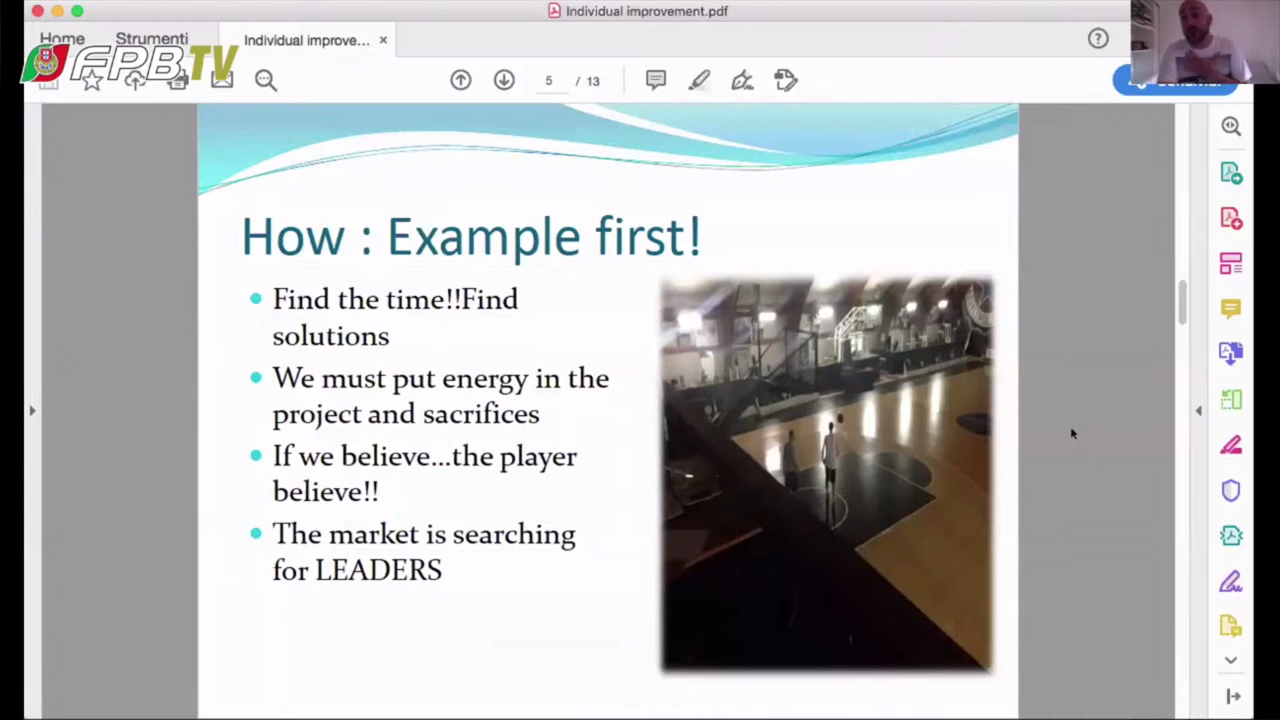 Individual improvement.pdf
Home
Strumenti
Individual improve...
FPBTV
5 / 13
How : Example first!
Find the time!!Find
solutions
We must put energy in the
project and sacrifices
If we believe...the player
believe!!
The market is searching
for LEADERS